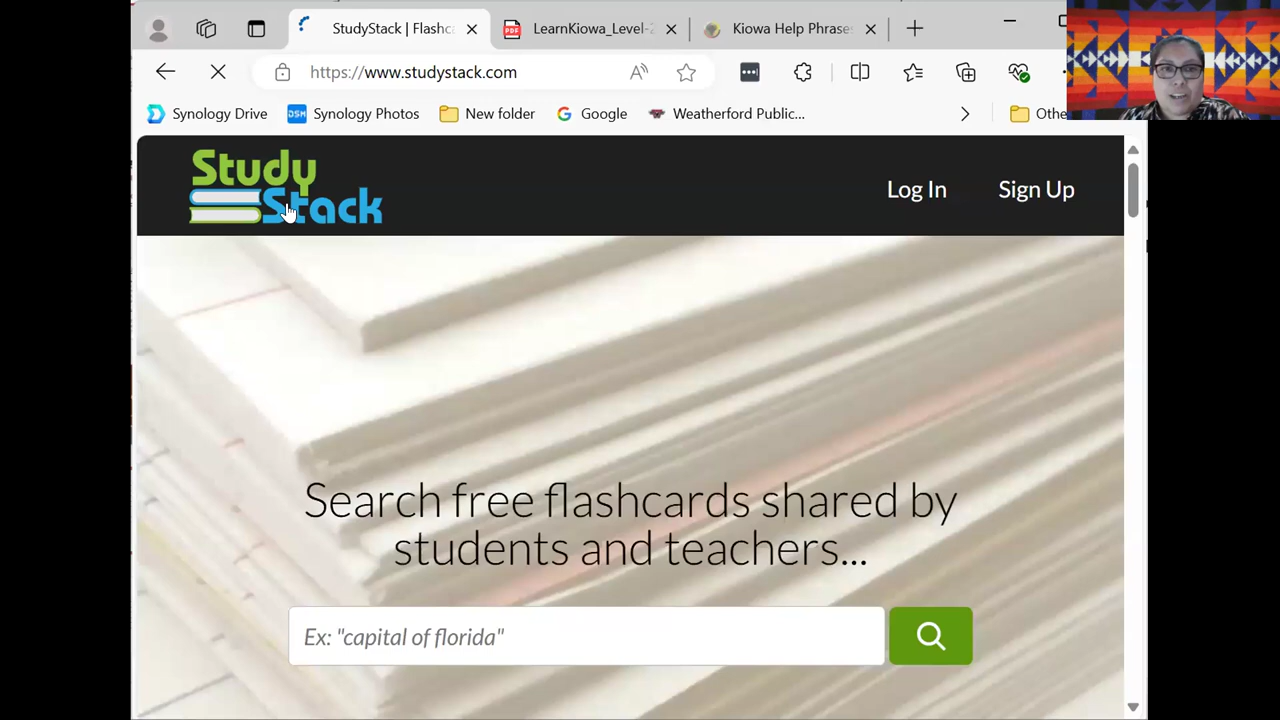 StudyStack | Flashc
LearnKiowa_Level-2
Kiowa Help Phrase
https://www.studystack.com
Synology Drive
DSM
Synology Photos
New folder
Google
Weatherford Public...
Othe
Study
Stack
Log In
Sign Up
Search free flashcards shared by
students and teachers...
Ex: "capital of florida"